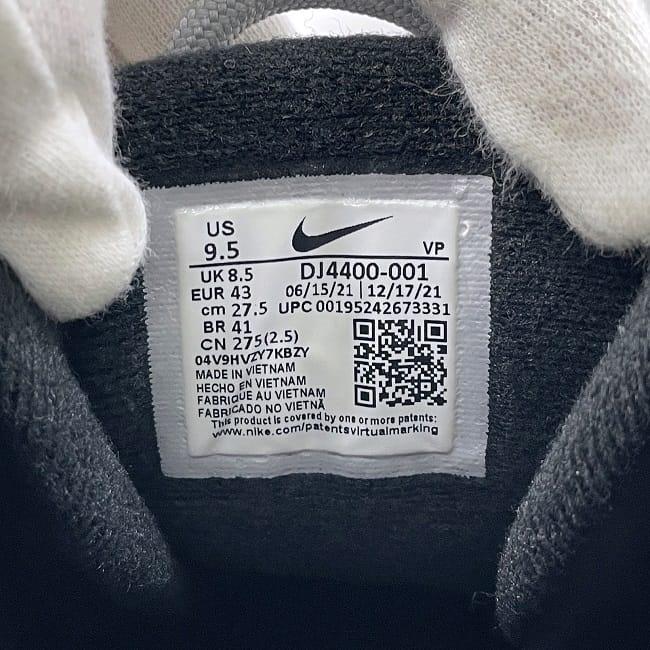 US
9.5
VP
UK 8.5
DJ4400-001
EUR 43
06/15/21 | 12/17/21
cm 27.5
UPC 00195242673331
BR 41
CN 275(2.5)
04V9HVZY7KBZY
MADE IN VIETNAM
HECHO EN VIETNAM
FABRIQUE AU VIETNAM
FABRICADO NO VIETNÃ
This product is covered by one or more patents:
www.nike.com/patentsvirtualmarking